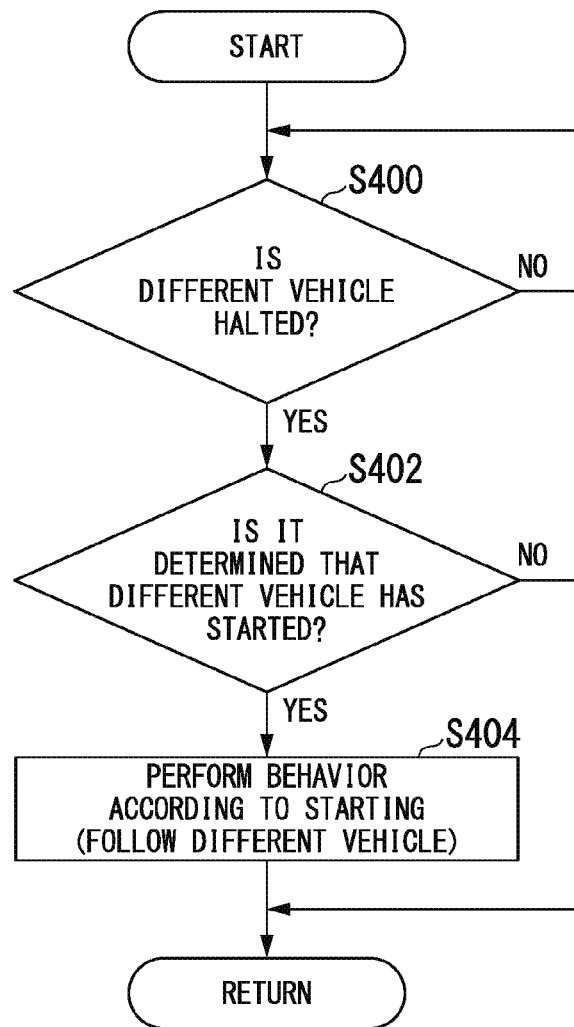 START
S400
IS
DIFFERENT VEHICLE
HALTED?
NO
YES
S402
IS IT
DETERMINED THAT
DIFFERENT VEHICLE HAS
STARTED?
NO
YES
S404
PERFORM BEHAVIOR
ACCORDING TO STARTING
(FOLLOW DIFFERENT VEHICLE)
RETURN